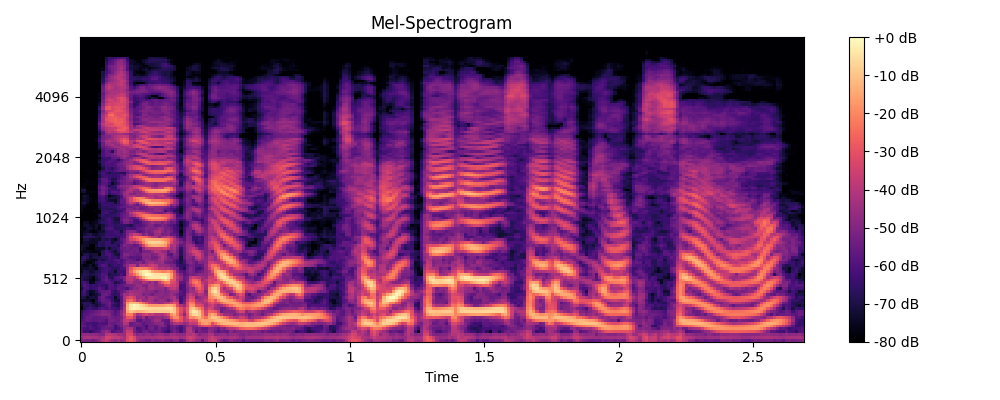 Mel-Spectrogram
Hz
4096
2048
1024
512
0
0
0.5
1
1.5
2
2.5
Time
+0 dB
-10 dB
-20 dB
-30 dB
-40 dB
-50 dB
-60 dB
-70 dB
-80 dB